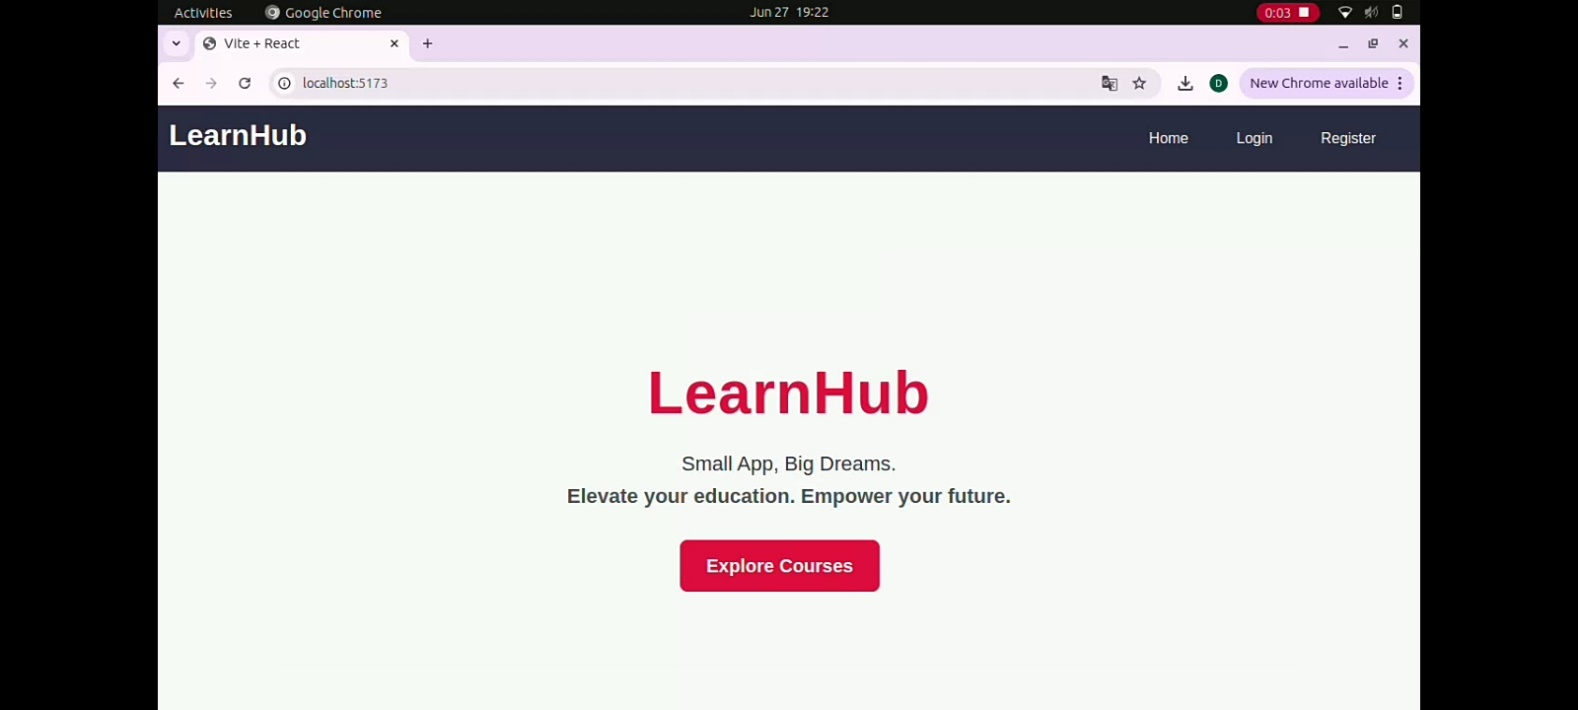 Activities Google Chrome Jun 27 19:22 0:03
Vite + React
localhost:5173 D New Chrome available
LearnHub Home Login Register
LearnHub
Small App, Big Dreams.
Elevate your education. Empower your future.
Explore Courses